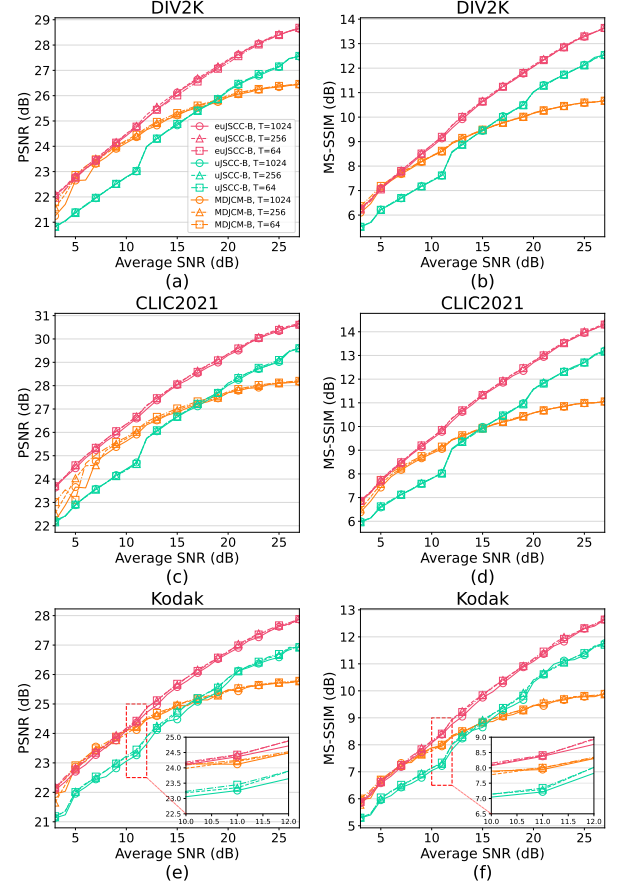 DIV2K
29
28
27
26
25
24
23
22
21
PSNR (dB)
euJSCC-B, T=1024
euJSCC-B, T=256
euJSCC-B, T=64
uJSCC-B, T=1024
uJSCC-B, T=256
uJSCC-B, T=64
MDJCM-B, T=1024
MDJCM-B, T=256
MDJCM-B, T=64
5 10 15 20 25
Average SNR (dB)
(a)
DIV2K
14
13
12
11
10
9
8
7
6
MS-SSIM (dB)
5 10 15 20 25
Average SNR (dB)
(b)
CLIC2021
31
30
29
28
27
26
25
24
23
22
PSNR (dB)
5 10 15 20 25
Average SNR (dB)
(c)
CLIC2021
14
13
12
11
10
9
8
7
6
MS-SSIM (dB)
5 10 15 20 25
Average SNR (dB)
(d)
Kodak
28
27
26
25
24
23
22
21
PSNR (dB)
25.0
24.5
24.0
23.5
23.0
22.5
10.0 10.5 11.0 11.5 12.0
5 10 15 20 25
Average SNR (dB)
(e)
Kodak
13
12
11
10
9
8
7
6
5
MS-SSIM (dB)
9.0
8.5
8.0
7.5
7.0
6.5
10.0 10.5 11.0 11.5 12.0
5 10 15 20 25
Average SNR (dB)
(f)